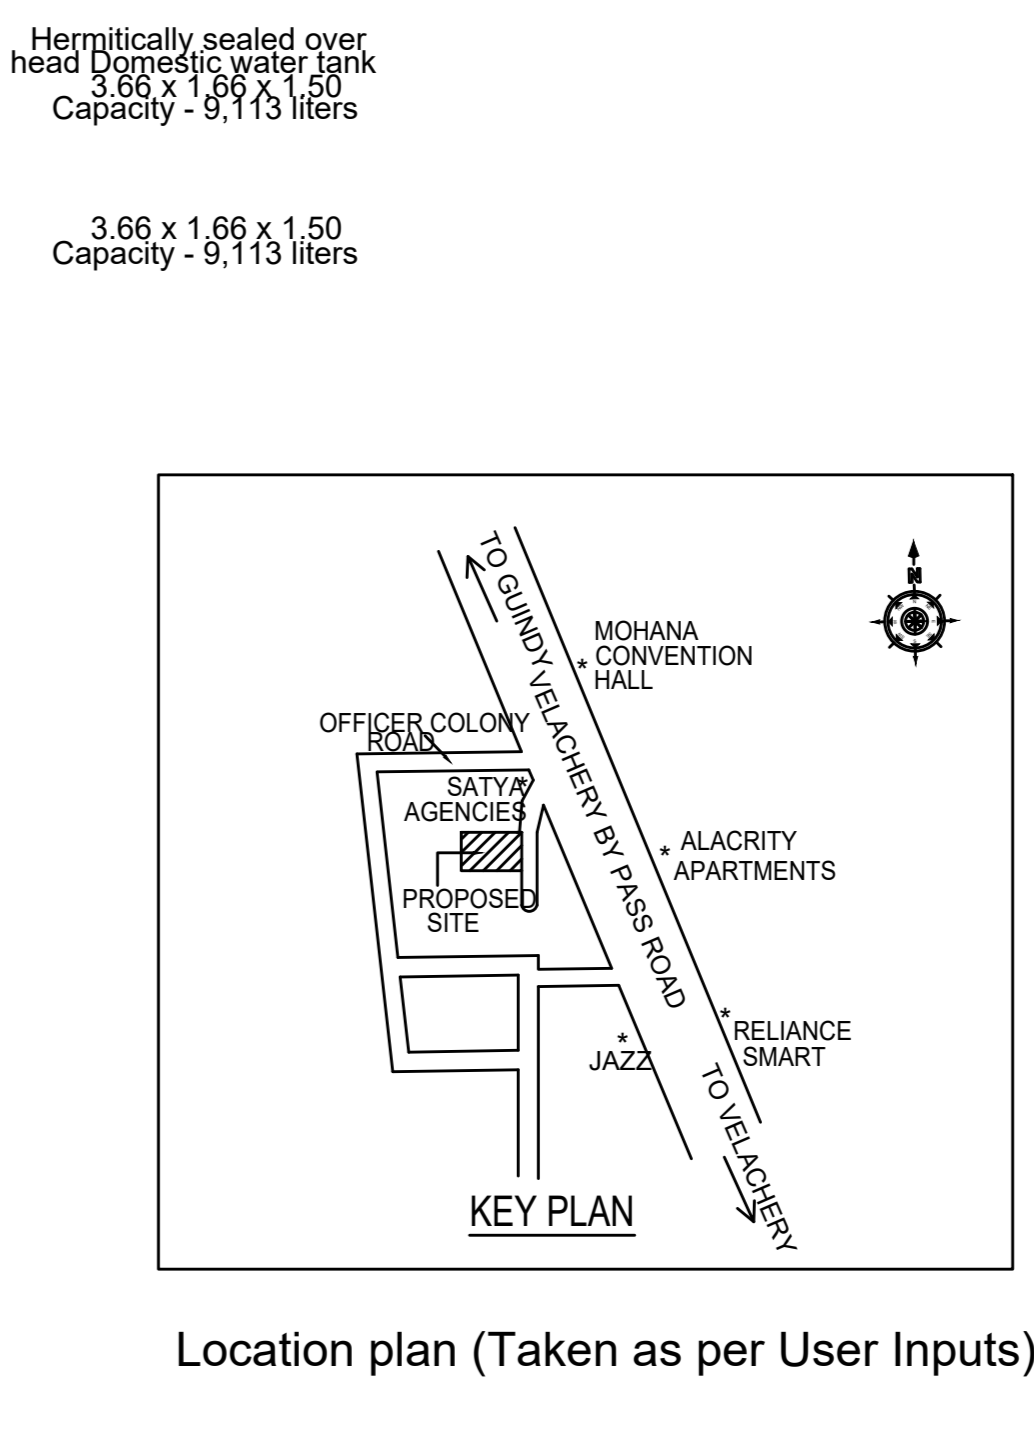 Hermitically sealed over
head Domestic water tank
3.66 x 1.66 x 1.50
Capacity - 9,113 liters
3.66 x 1.66 x 1.50
Capacity - 9,113 liters
TO GUINDY
N
MOHANA
* CONVENTION
HALL
VELACHERY BY PASS ROAD
OFFICER COLONY
ROAD
SATYA*
AGENCIES
* ALACRITY
APARTMENTS
PROPOSED
SITE
* RELIANCE
SMART
*
JAZZ
TO VELACHERY
KEY PLAN
Location plan (Taken as per User Inputs)